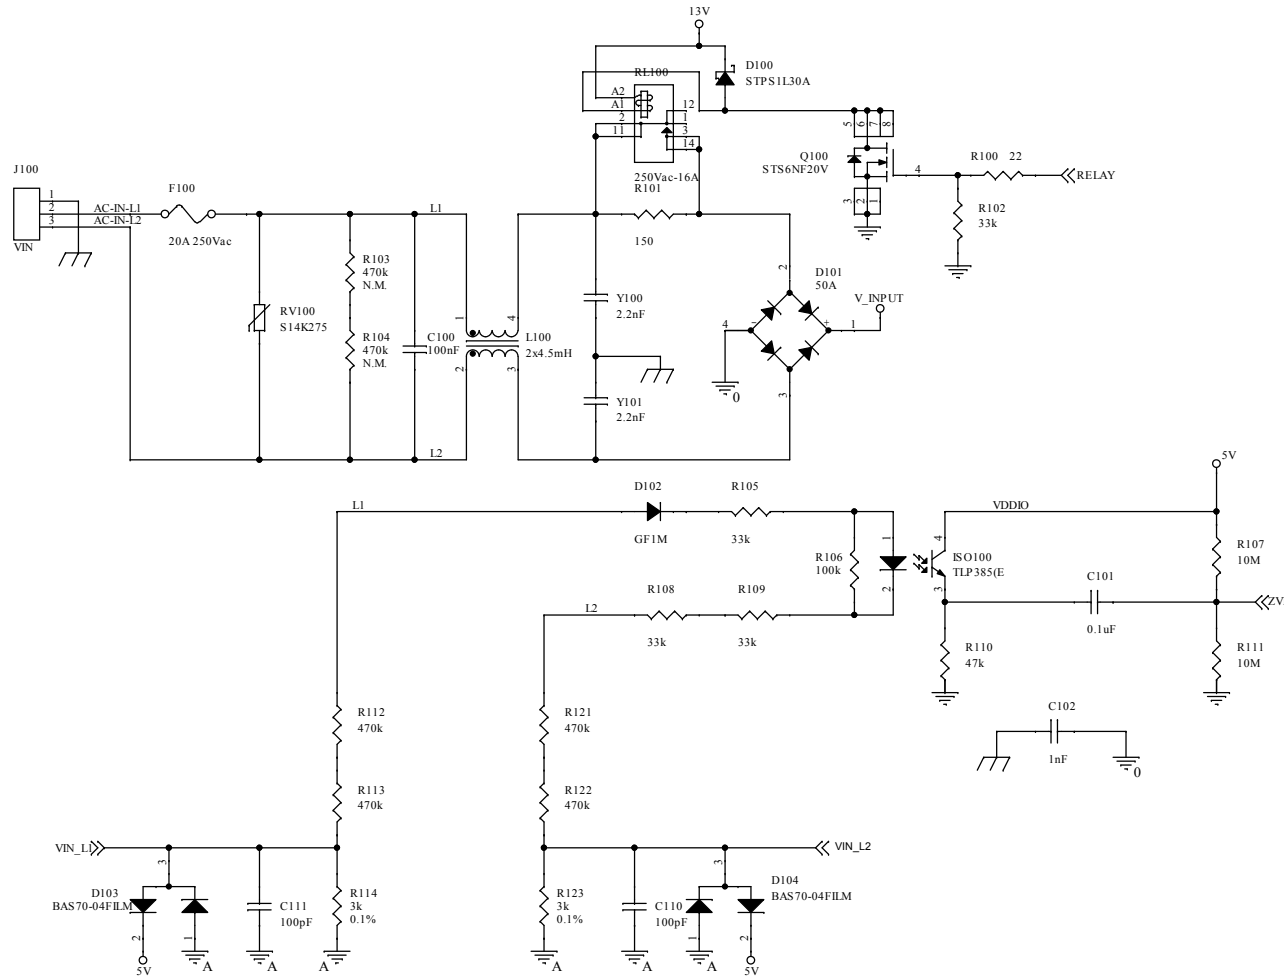 13V
D100
STPS1L30A
RL100
A2
A1
2
11
12
1
3
14
250Vac-16A
R101
150
5
6
7
8
Q100
STS6NF20V
4
3
2
1
R100 22
RELAY
R102
33k
J100
1
2
3
VIN
AC-IN-L1
AC-IN-L2
F100
20A 250Vac
L1
R103
470k
N.M.
RV100
S14K275
R104
470k
N.M.
C100
100nF
1
4
2
3
L100
2x4.5mH
L2
Y100
2.2nF
Y101
2.2nF
2
D101
50A
V_INPUT
4
-
+
1
3
0
5V
L1
D102
GF1M
R105
33k
VDDIO
R106
100k
1
2
4
3
ISO100
TLP385(E
R107
10M
C101
0.1uF
L2
R108
33k
R109
33k
R110
47k
R111
10M
C102
1nF
0
R112
470k
R121
470k
R113
470k
R122
470k
VIN_L1
VIN_L2
3
D103
BAS70-04FILM
2
1
5V
A
C111
100pF
A
R114
3k
0.1%
A
R123
3k
0.1%
A
C110
100pF
A
3
D104
BAS70-04FILM
1
2
A
5V